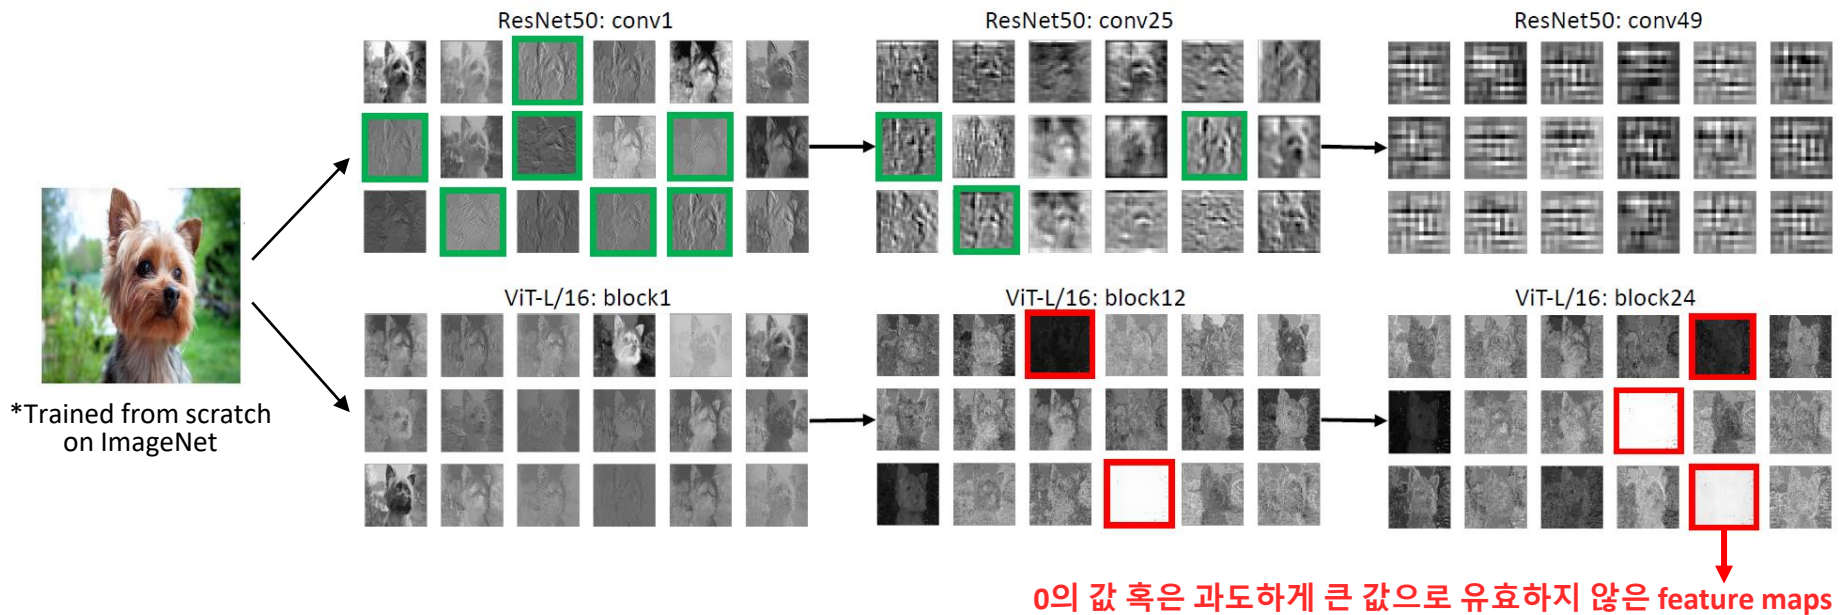 ResNet50: conv1
ResNet50: conv25
ResNet50: conv49
ViT-L/16: block1
ViT-L/16: block12
ViT-L/16: block24
*Trained from scratch
on ImageNet
0의 값 혹은 과도하게 큰 값으로 유효하지 않은 feature maps